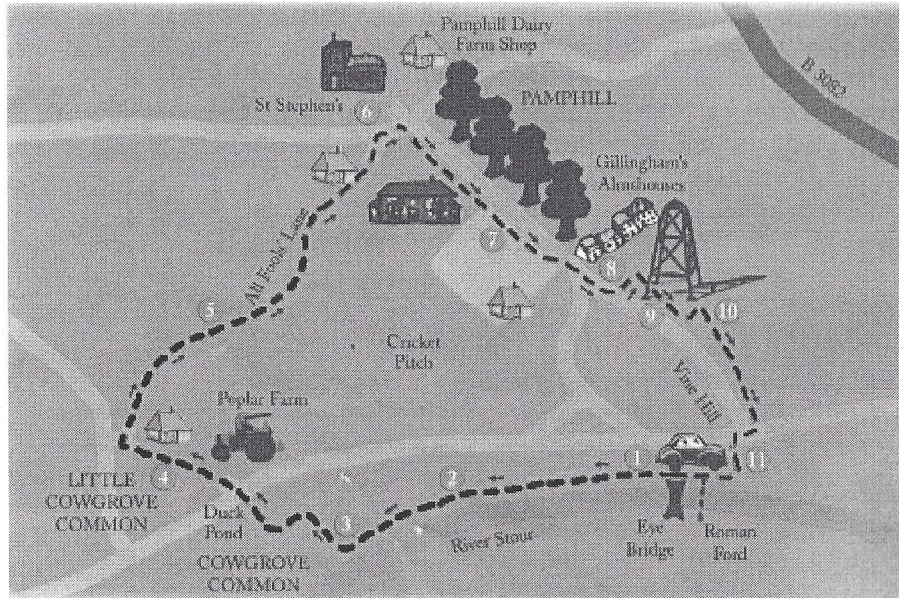 Pamphill Dairy
Farm Shop
B 3082
St Stephen's
6
PAMPHILL
Gillingham's
Almshouses
7
8
All Fools' Lane
9
10
5
Cricket
Pitch
Vine Hill
Poplar Farm
1
11
2
4
LITTLE
COWGROVE
COMMON
Duck
Pond
3
River Stour
Eye
Bridge
Roman
Ford
COWGROVE
COMMON